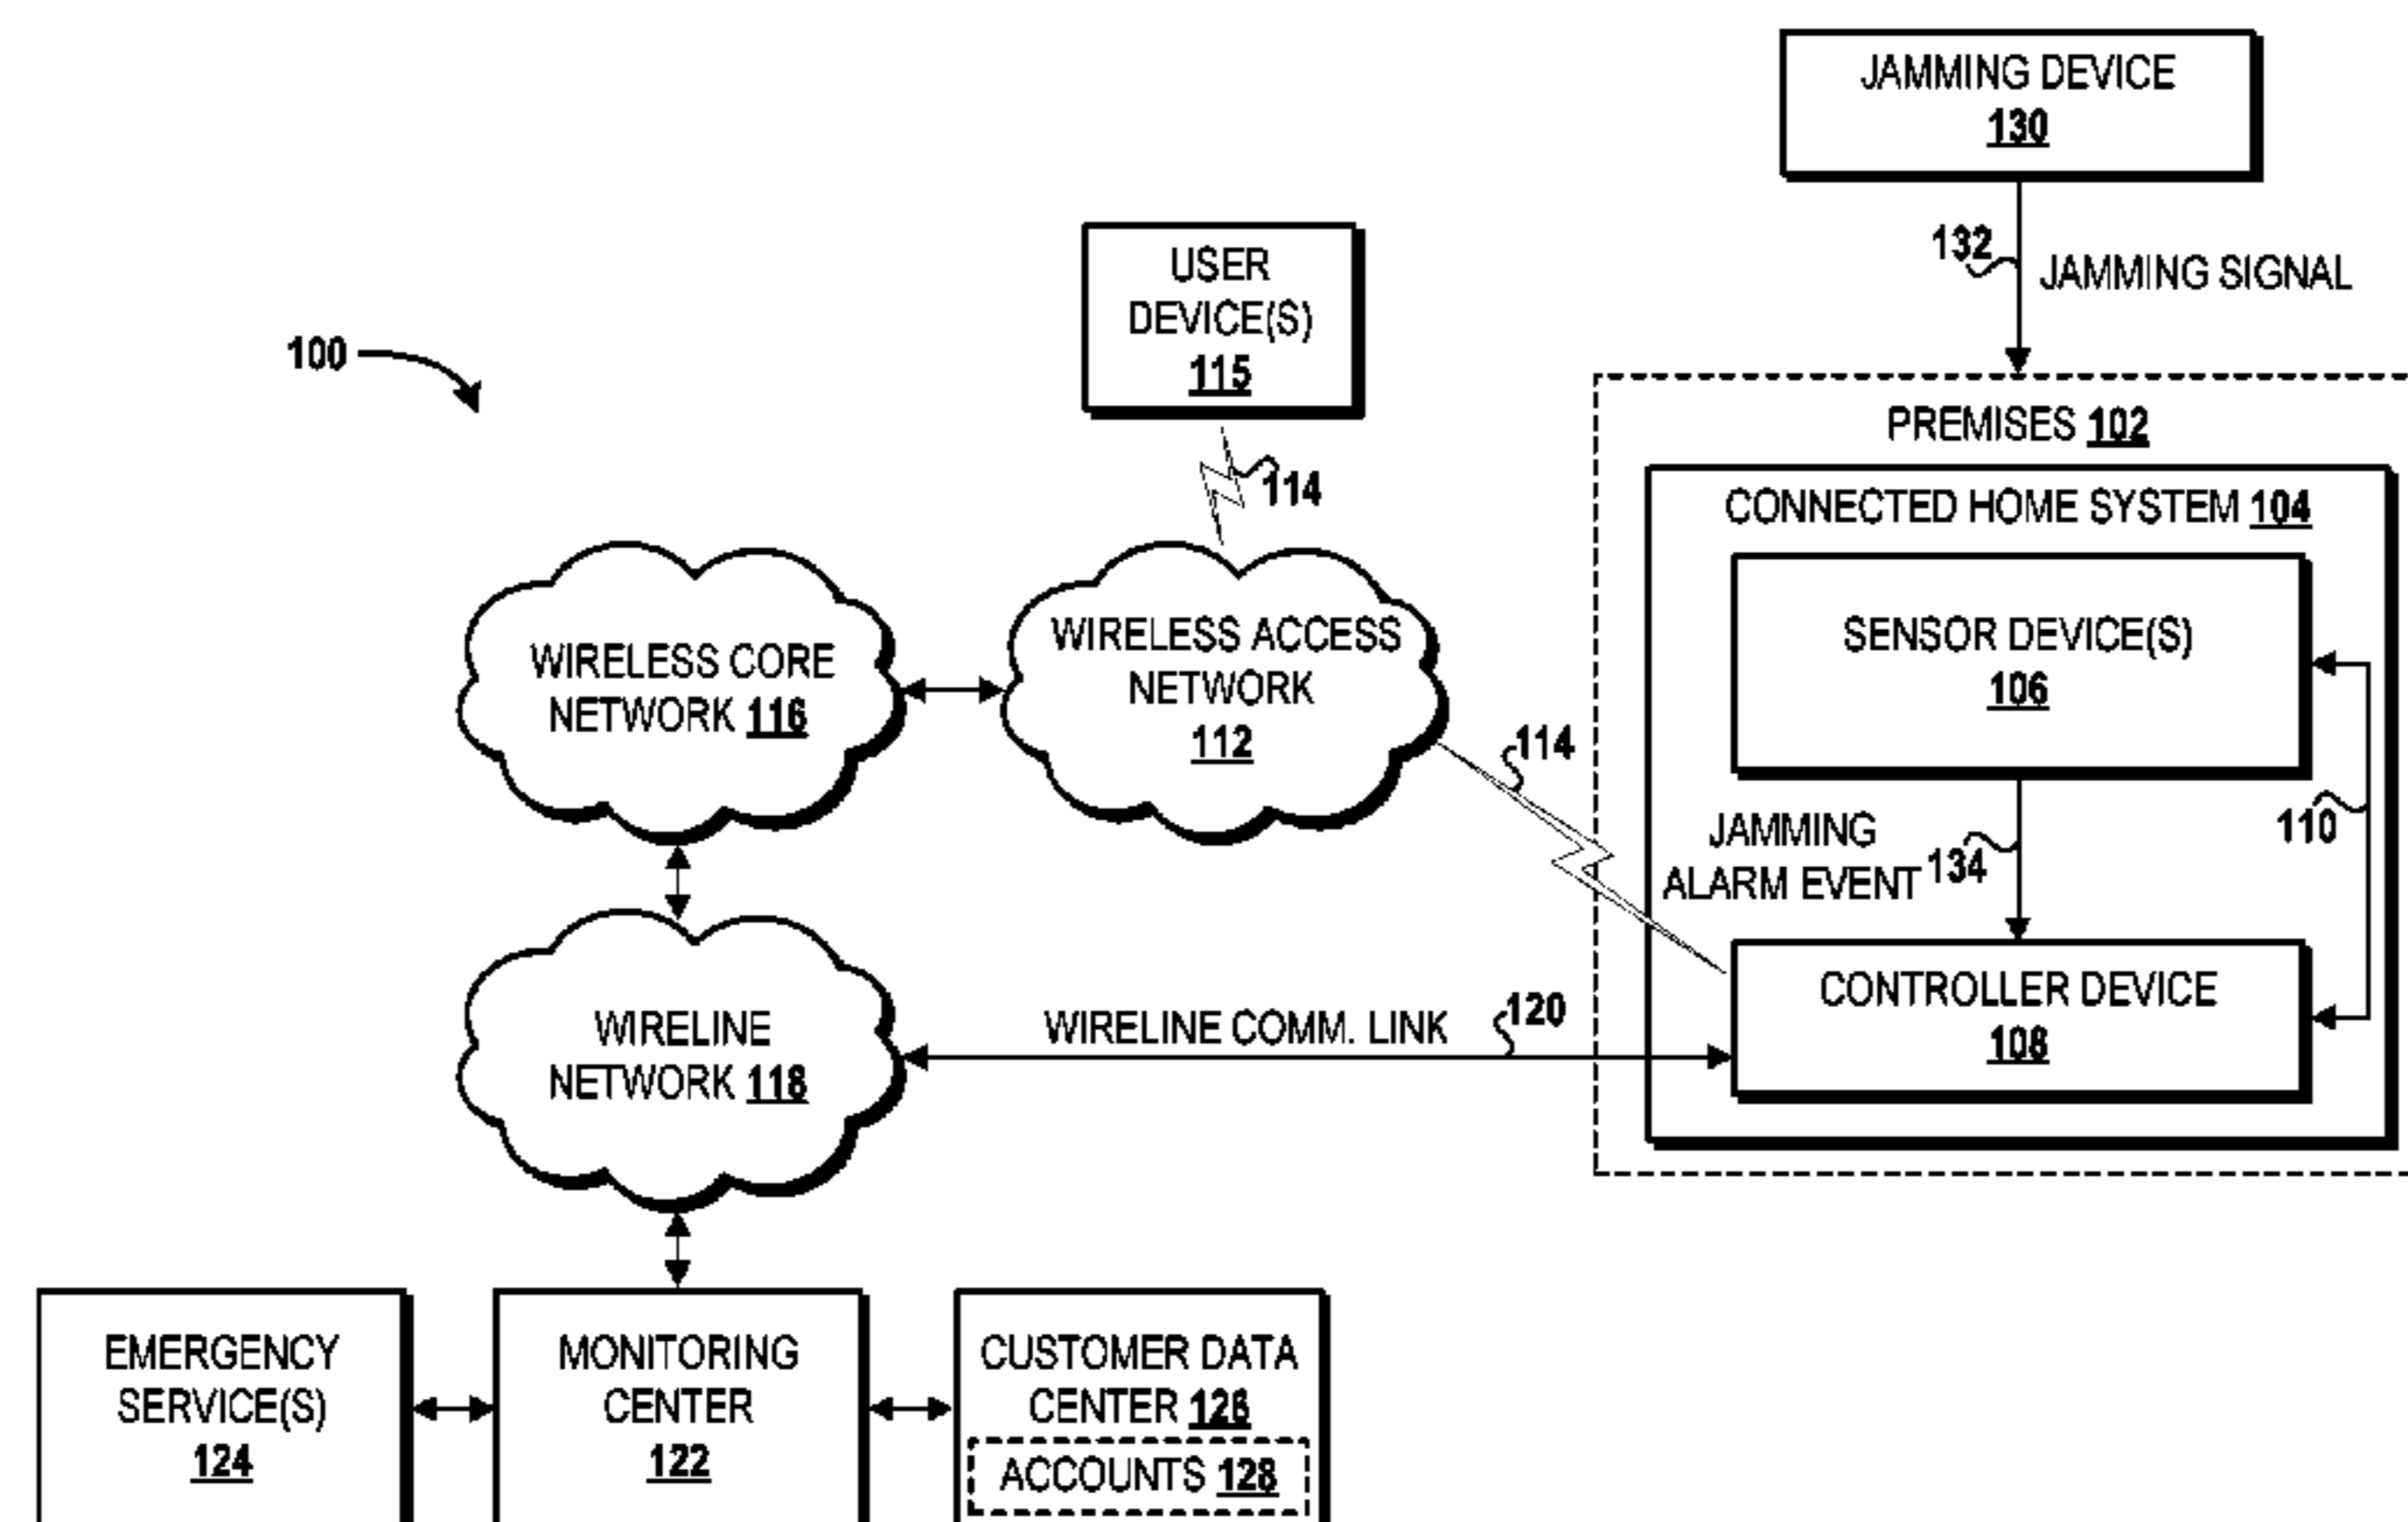 JAMMING DEVICE
130
132
JAMMING SIGNAL
USER
DEVICE(S)
115
100
114
PREMISES 102
CONNECTED HOME SYSTEM 104
SENSOR DEVICE(S)
106
WIRELESS CORE
NETWORK 116
WIRELESS ACCESS
NETWORK
112
114
JAMMING
ALARM EVENT
134
110
CONTROLLER DEVICE
108
WIRELINE
NETWORK 118
WIRELINE COMM. LINK
120
EMERGENCY
SERVICE(S)
124
MONITORING
CENTER
122
CUSTOMER DATA
CENTER 126
ACCOUNTS 128